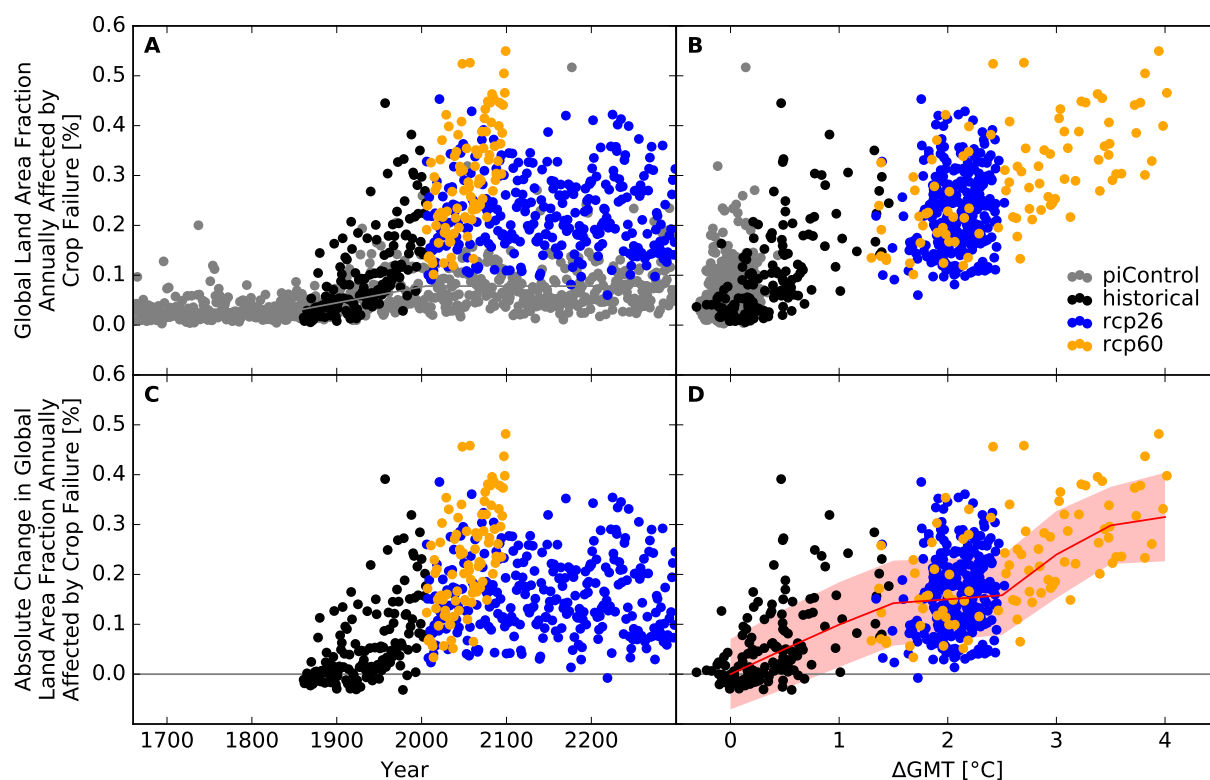 Global Land Area Fraction
Annually Affected by
Crop Failure [%]
0.6
0.5
0.4
0.3
0.2
0.1
0.0
A
B
piControl
historical
rcp26
rcp60
Absolute Change in Global
Land Area Fraction Annually
Affected by Crop Failure [%]
0.6
0.5
0.4
0.3
0.2
0.1
0.0
C
D
1700 1800 1900 2000 2100 2200
Year
0 1 2 3 4
ΔGMT [°C]